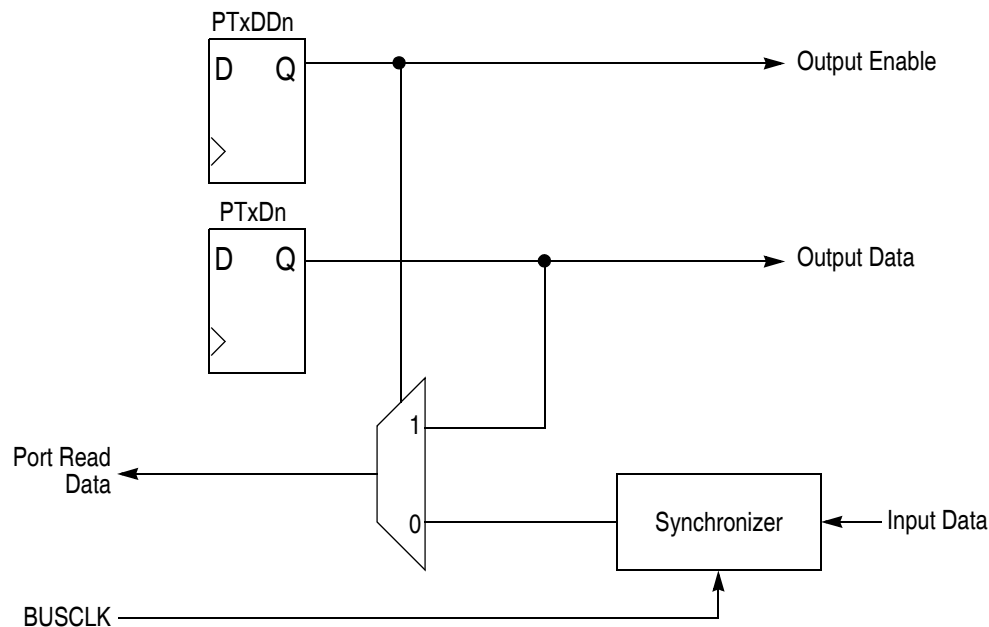 PTxDDn
D Q
Output Enable
PTxDn
D Q
Output Data
1
Port Read
Data
0
Synchronizer
Input Data
BUSCLK